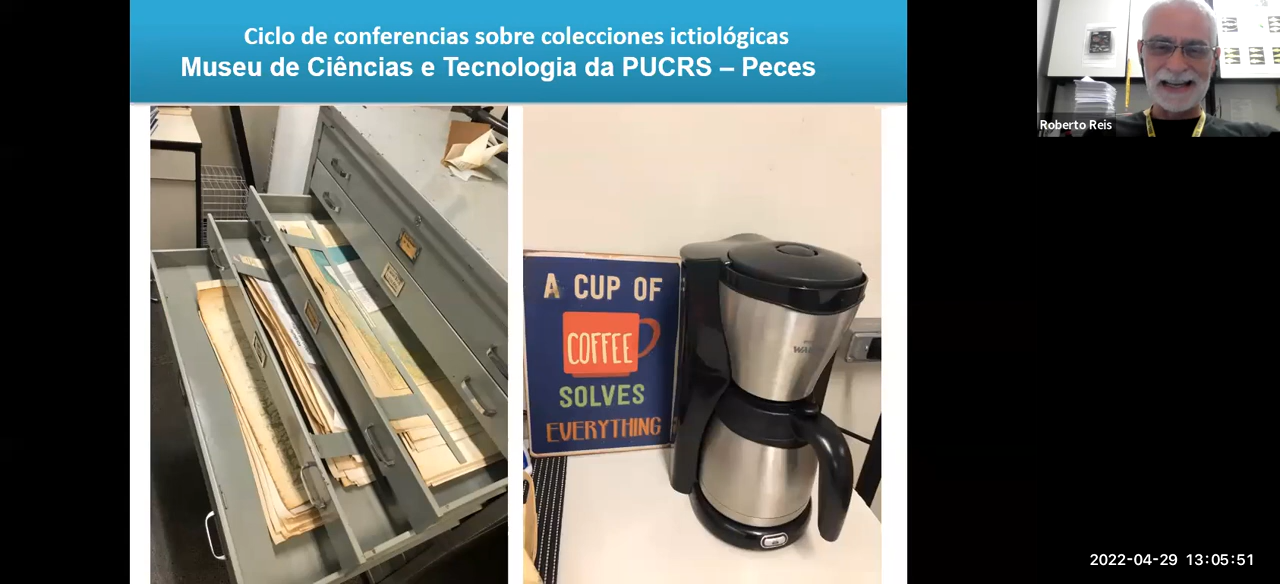 Ciclo de conferencias sobre colecciones ictiológicas
Museu de Ciências e Tecnologia da PUCRS – Peces
Roberto Reis
A CUP OF
COFFEE
SOLVES
EVERYTHING
2022-04-29 13:05:51